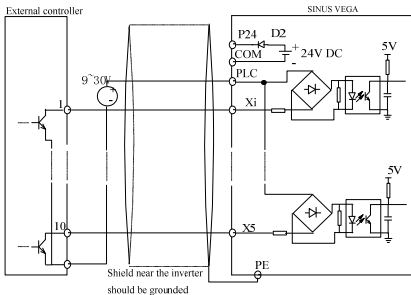 External controller
SINUS VEGA
P24
D2
+
COM
24V DC
-
5V
9~30V
PLC
+
-
1
Xi
5V
10
X5
PE
Shield near the inverter
should be grounded